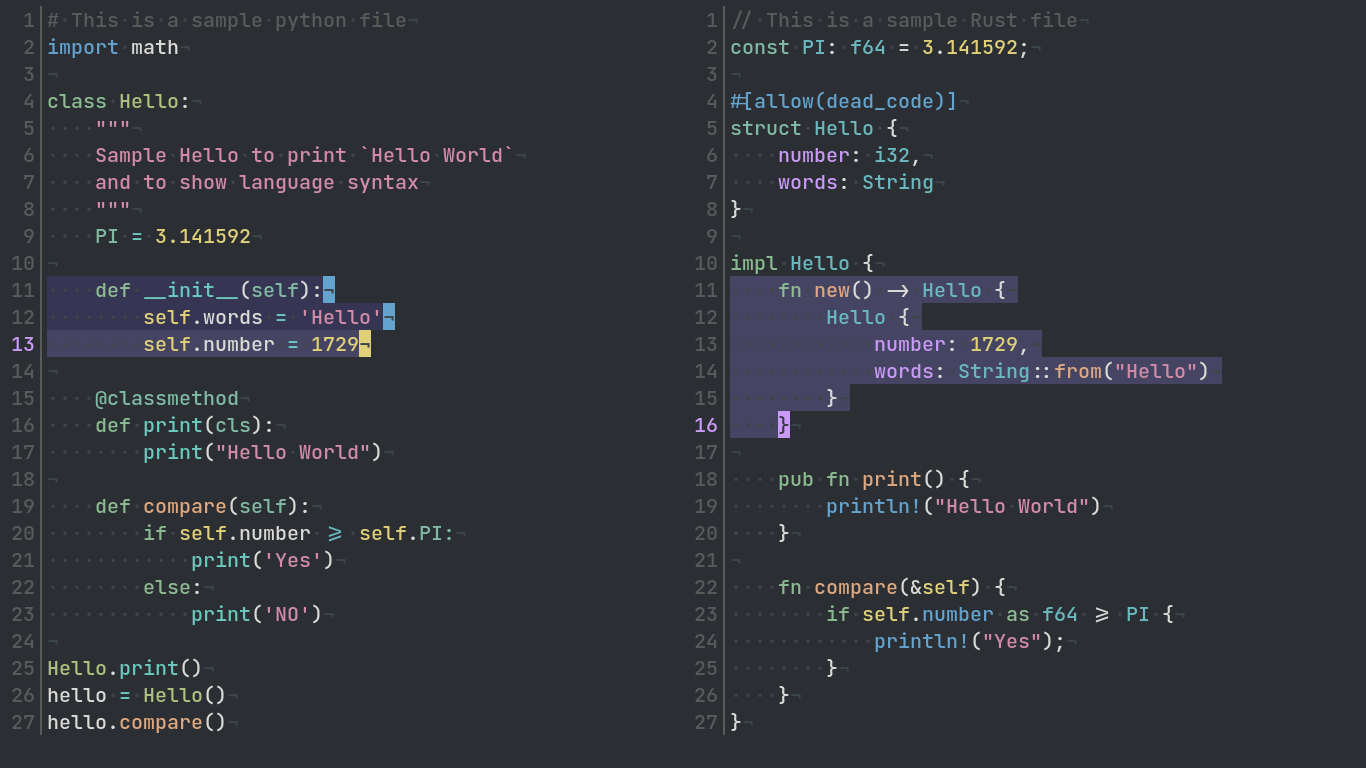 1 # This is a sample python file
2 import math
3
4 class Hello:
5     """
6     Sample Hello to print `Hello World`
7     and to show language syntax
8     """
9     PI = 3.141592
10
11     def __init__(self):
12         self.words = 'Hello'
13         self.number = 1729
14
15     @classmethod
16     def print(cls):
17         print("Hello World")
18
19     def compare(self):
20         if self.number >= self.PI:
21             print('Yes')
22         else:
23             print('NO')
24
25 Hello.print()
26 hello = Hello()
27 hello.compare()
1 // This is a sample Rust file
2 const PI: f64 = 3.141592;
3
4 #[allow(dead_code)]
5 struct Hello {
6     number: i32,
7     words: String
8 }
9
10 impl Hello {
11     fn new() -> Hello {
12         Hello {
13             number: 1729,
14             words: String::from("Hello")
15         }
16     }
17
18     pub fn print() {
19         println!("Hello World")
20     }
21
22     fn compare(&self) {
23         if self.number as f64 >= PI {
24             println!("Yes");
25         }
26     }
27 }